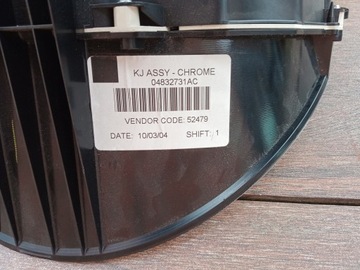 KJ ASSY - CHROME
04832731AC
VENDOR CODE: 52479
DATE: 10/03/04 SHIFT: 1